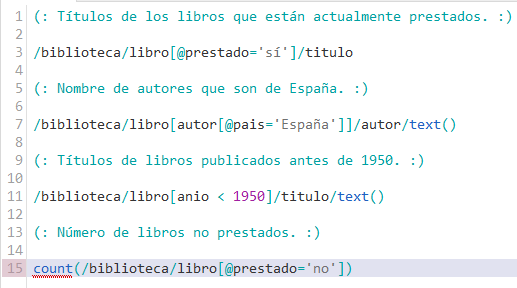 1 (: Títulos de los libros que están actualmente prestados. :)
2
3 /biblioteca/libro[@prestado='sí']/titulo
4
5 (: Nombre de autores que son de España. :)
6
7 /biblioteca/libro[autor[@pais='España']]/autor/text()
8
9 (: Títulos de libros publicados antes de 1950. :)
10
11 /biblioteca/libro[anio < 1950]/titulo/text()
12
13 (: Número de libros no prestados. :)
14
15 count(/biblioteca/libro[@prestado='no'])